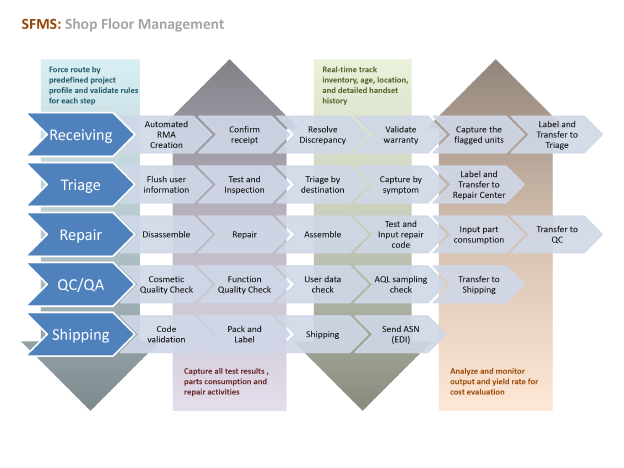 SFMS: Shop Floor Management
Force route by
predefined project
profile and validate rules
for each step
Real-time track
inventory, age, location,
and detailed handset
history
Receiving
Automated
RMA
Creation
Confirm
receipt
Resolve
Discrepancy
Validate
warranty
Capture the
flagged units
Label and
Transfer to
Triage
Triage
Flush user
information
Test and
Inspection
Triage by
destination
Capture by
symptom
Label and
Transfer to
Repair Center
Repair
Disassemble
Repair
Assemble
Test and
Input repair
code
Input part
consumption
Transfer to
QC
QC/QA
Cosmetic
Quality Check
Function
Quality Check
User data
check
AQL sampling
check
Transfer to
Shipping
Shipping
Code
validation
Pack and
Label
Shipping
Send ASN
(EDI)
Capture all test results ,
parts consumption and
repair activities
Analyze and monitor
output and yield rate for
cost evaluation